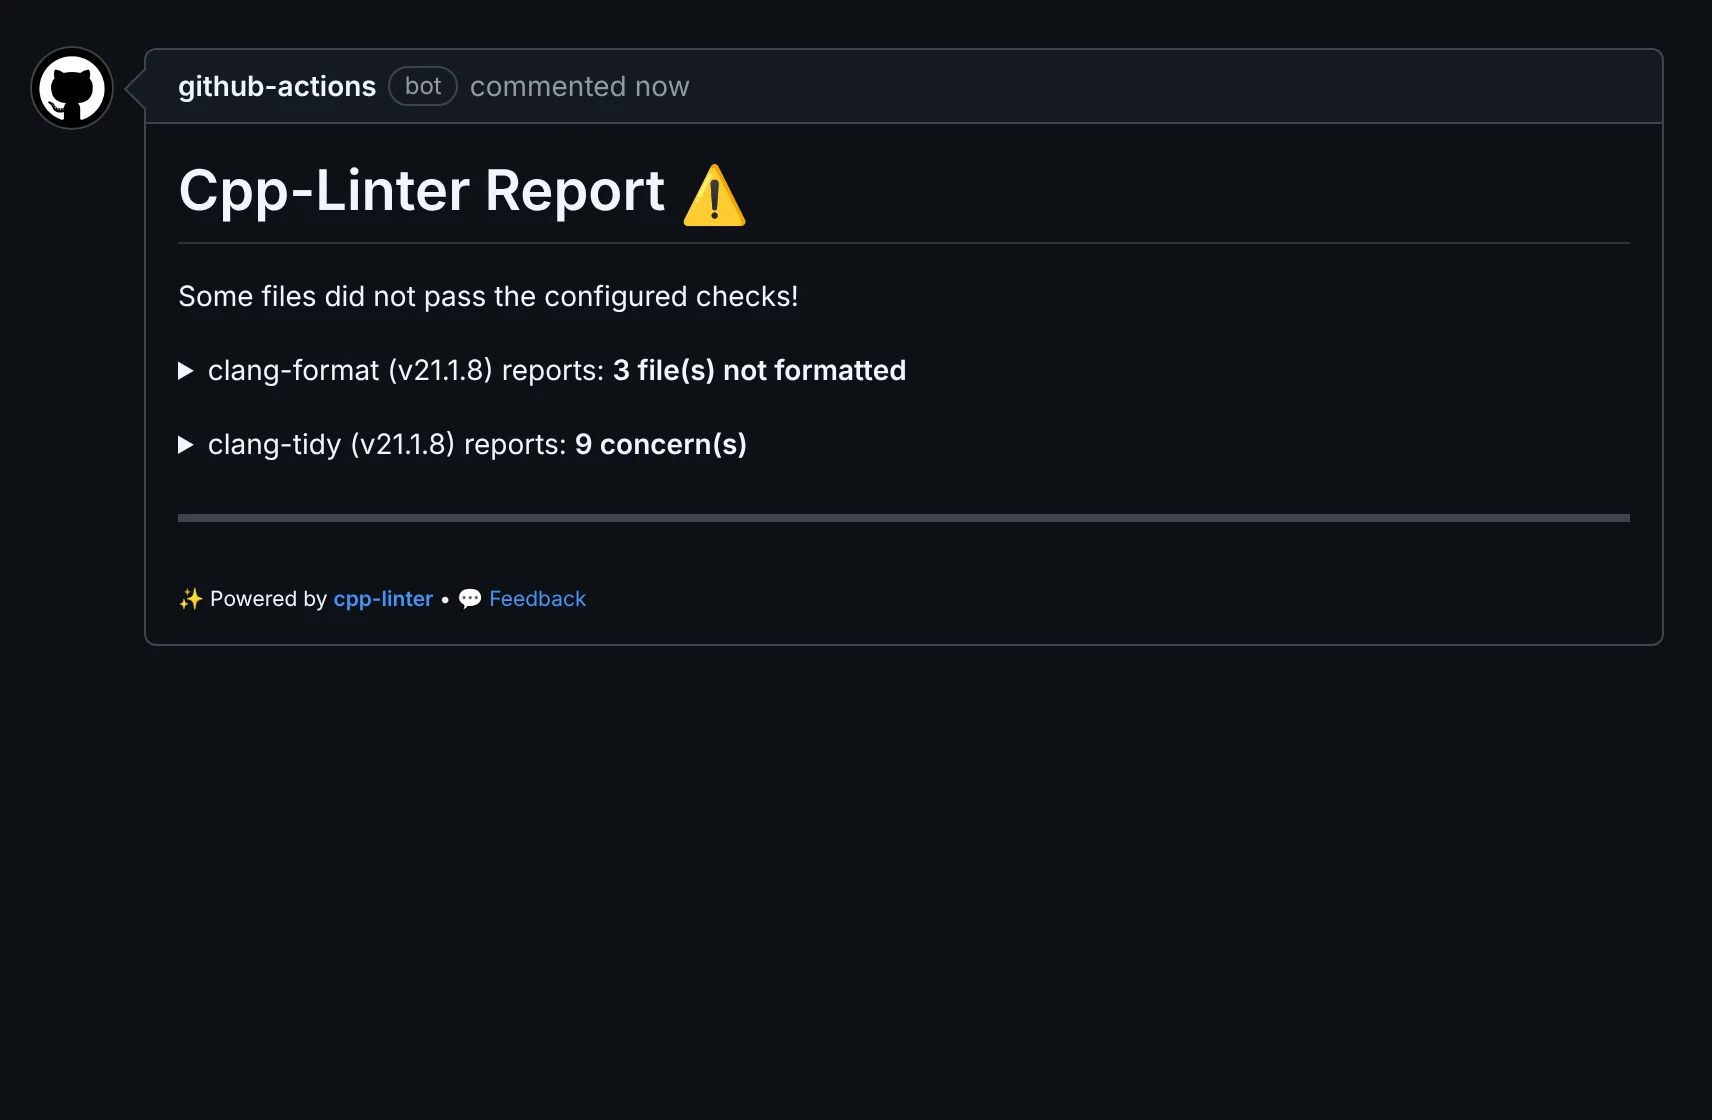 github-actions bot commented now
Cpp-Linter Report ⚠️
Some files did not pass the configured checks!
▶ clang-format (v21.1.8) reports: 3 file(s) not formatted
▶ clang-tidy (v21.1.8) reports: 9 concern(s)
✨ Powered by cpp-linter • 💬 Feedback